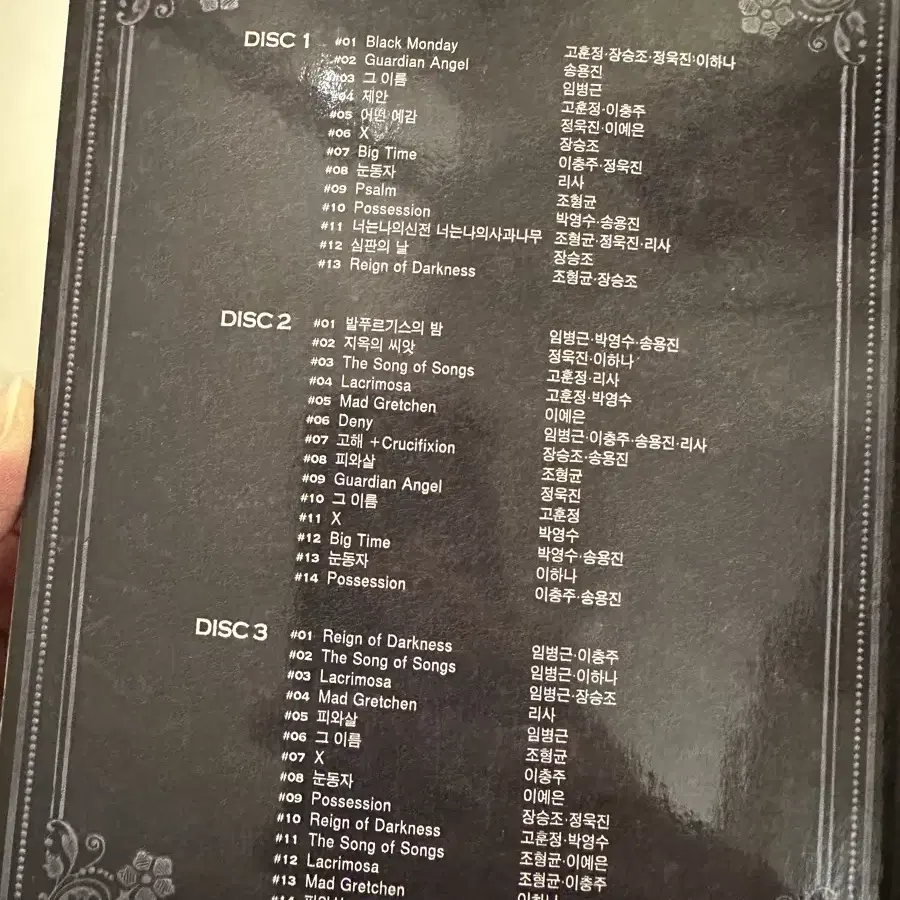 DISC 1 #01 Black Monday 고훈정·장승조·정욱진·이하나
#02 Guardian Angel 송용진
#03 그 이름 임병근
#04 제안 고훈정·이충주
#05 어떤 예감 정욱진·이예은
#06 X 장승조
#07 Big Time 이충주·정욱진
#08 눈동자 리사
#09 Psalm 조형균
#10 Possession 박영수·송용진
#11 너는나의신전 너는나의사과나무 조형균·정욱진·리사
#12 심판의 날 장승조
#13 Reign of Darkness 조형균·장승조
DISC 2 #01 발푸르기스의 밤 임병근·박영수·송용진
#02 지옥의 씨앗 정욱진·이하나
#03 The Song of Songs 고훈정·리사
#04 Lacrimosa 고훈정·박영수
#05 Mad Gretchen 이예은
#06 Deny 임병근·이충주·송용진·리사
#07 고해 +Crucifixion 장승조·송용진
#08 피와살 조형균
#09 Guardian Angel 정욱진
#10 그 이름 고훈정
#11 X 박영수
#12 Big Time 박영수·송용진
#13 눈동자 이하나
#14 Possession 이충주·송용진
DISC 3 #01 Reign of Darkness 임병근·이충주
#02 The Song of Songs 임병근·이하나
#03 Lacrimosa 임병근·장승조
#04 Mad Gretchen 리사
#05 피와살 임병근
#06 그 이름 조형균
#07 X 이충주
#08 눈동자 이예은
#09 Possession 장승조·정욱진
#10 Reign of Darkness 고훈정·박영수
#11 The Song of Songs 조형균·이예은
#12 Lacrimosa 조형균·이충주
#13 Mad Gretchen